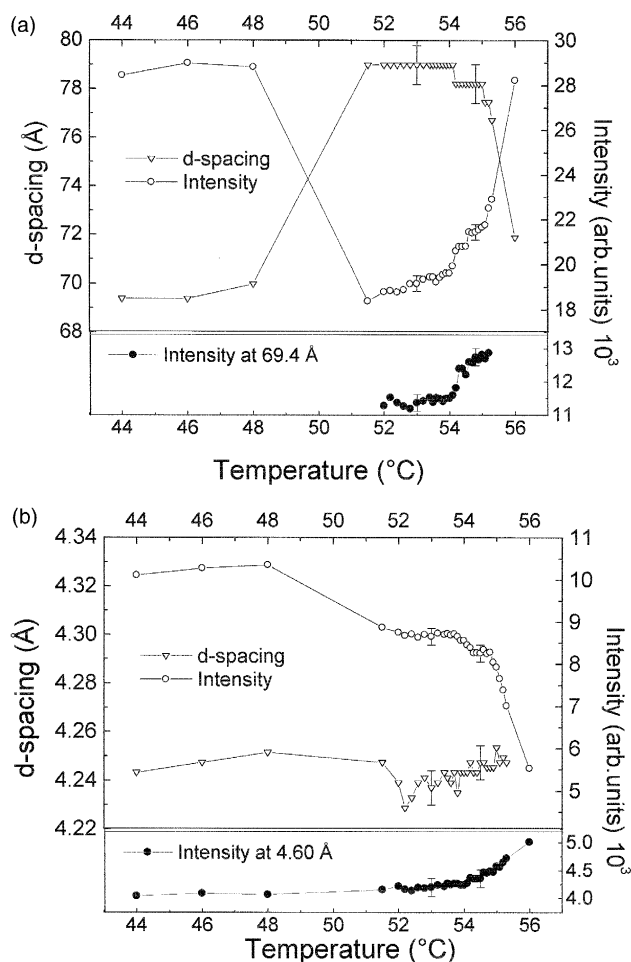 (a)
44 46 48 50 52 54 56
80
78
76
74
72
70
68
d-spacing (Å)
30
28
26
24
22
20
18
Intensity (arb.units) 10³
d-spacing
Intensity
Intensity at 69.4 Å
13
12
11
44 46 48 50 52 54 56
Temperature (°C)
(b)
44 46 48 50 52 54 56
4.34
4.32
4.30
4.28
4.26
4.24
4.22
d-spacing (Å)
11
10
9
8
7
6
5
Intensity (arb.units) 10³
d-spacing
Intensity
Intensity at 4.60 Å
5.0
4.5
4.0
44 46 48 50 52 54 56
Temperature (°C)